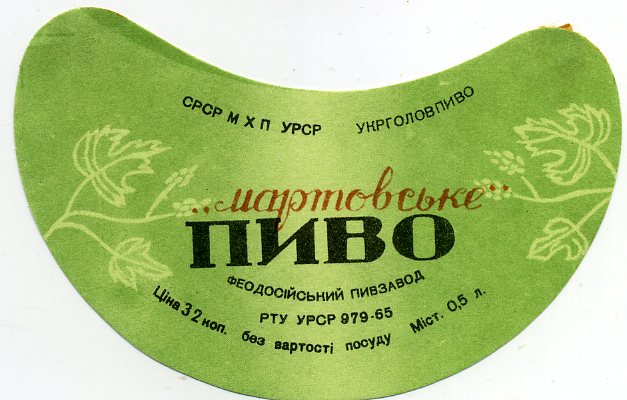 СРСР М Х П УРСР УКРГОЛОВПИВО
„мартовське“
ПИВО
ФЕОДОСІЙСЬКИЙ ПИВЗАВОД
РТУ УРСР 979-65
Ціна 32 коп. без вартості посуду Міст. 0,5 л.